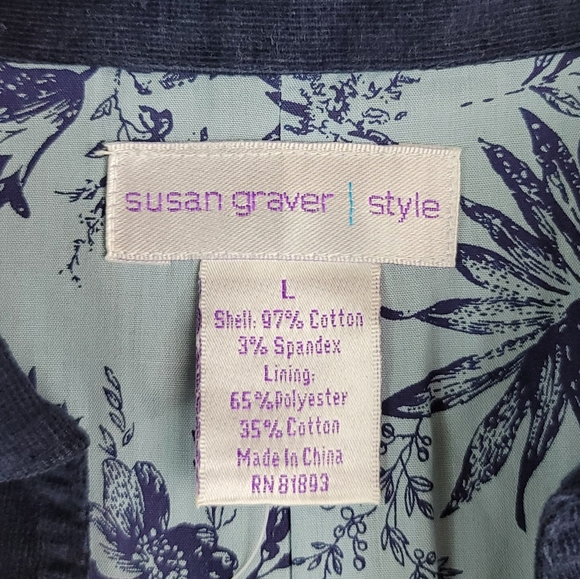 susan graver | style
L
Shell: 97% Cotton
3% Spandex
Lining:
65%Polyester
35% Cotton
Made In China
RN 81893